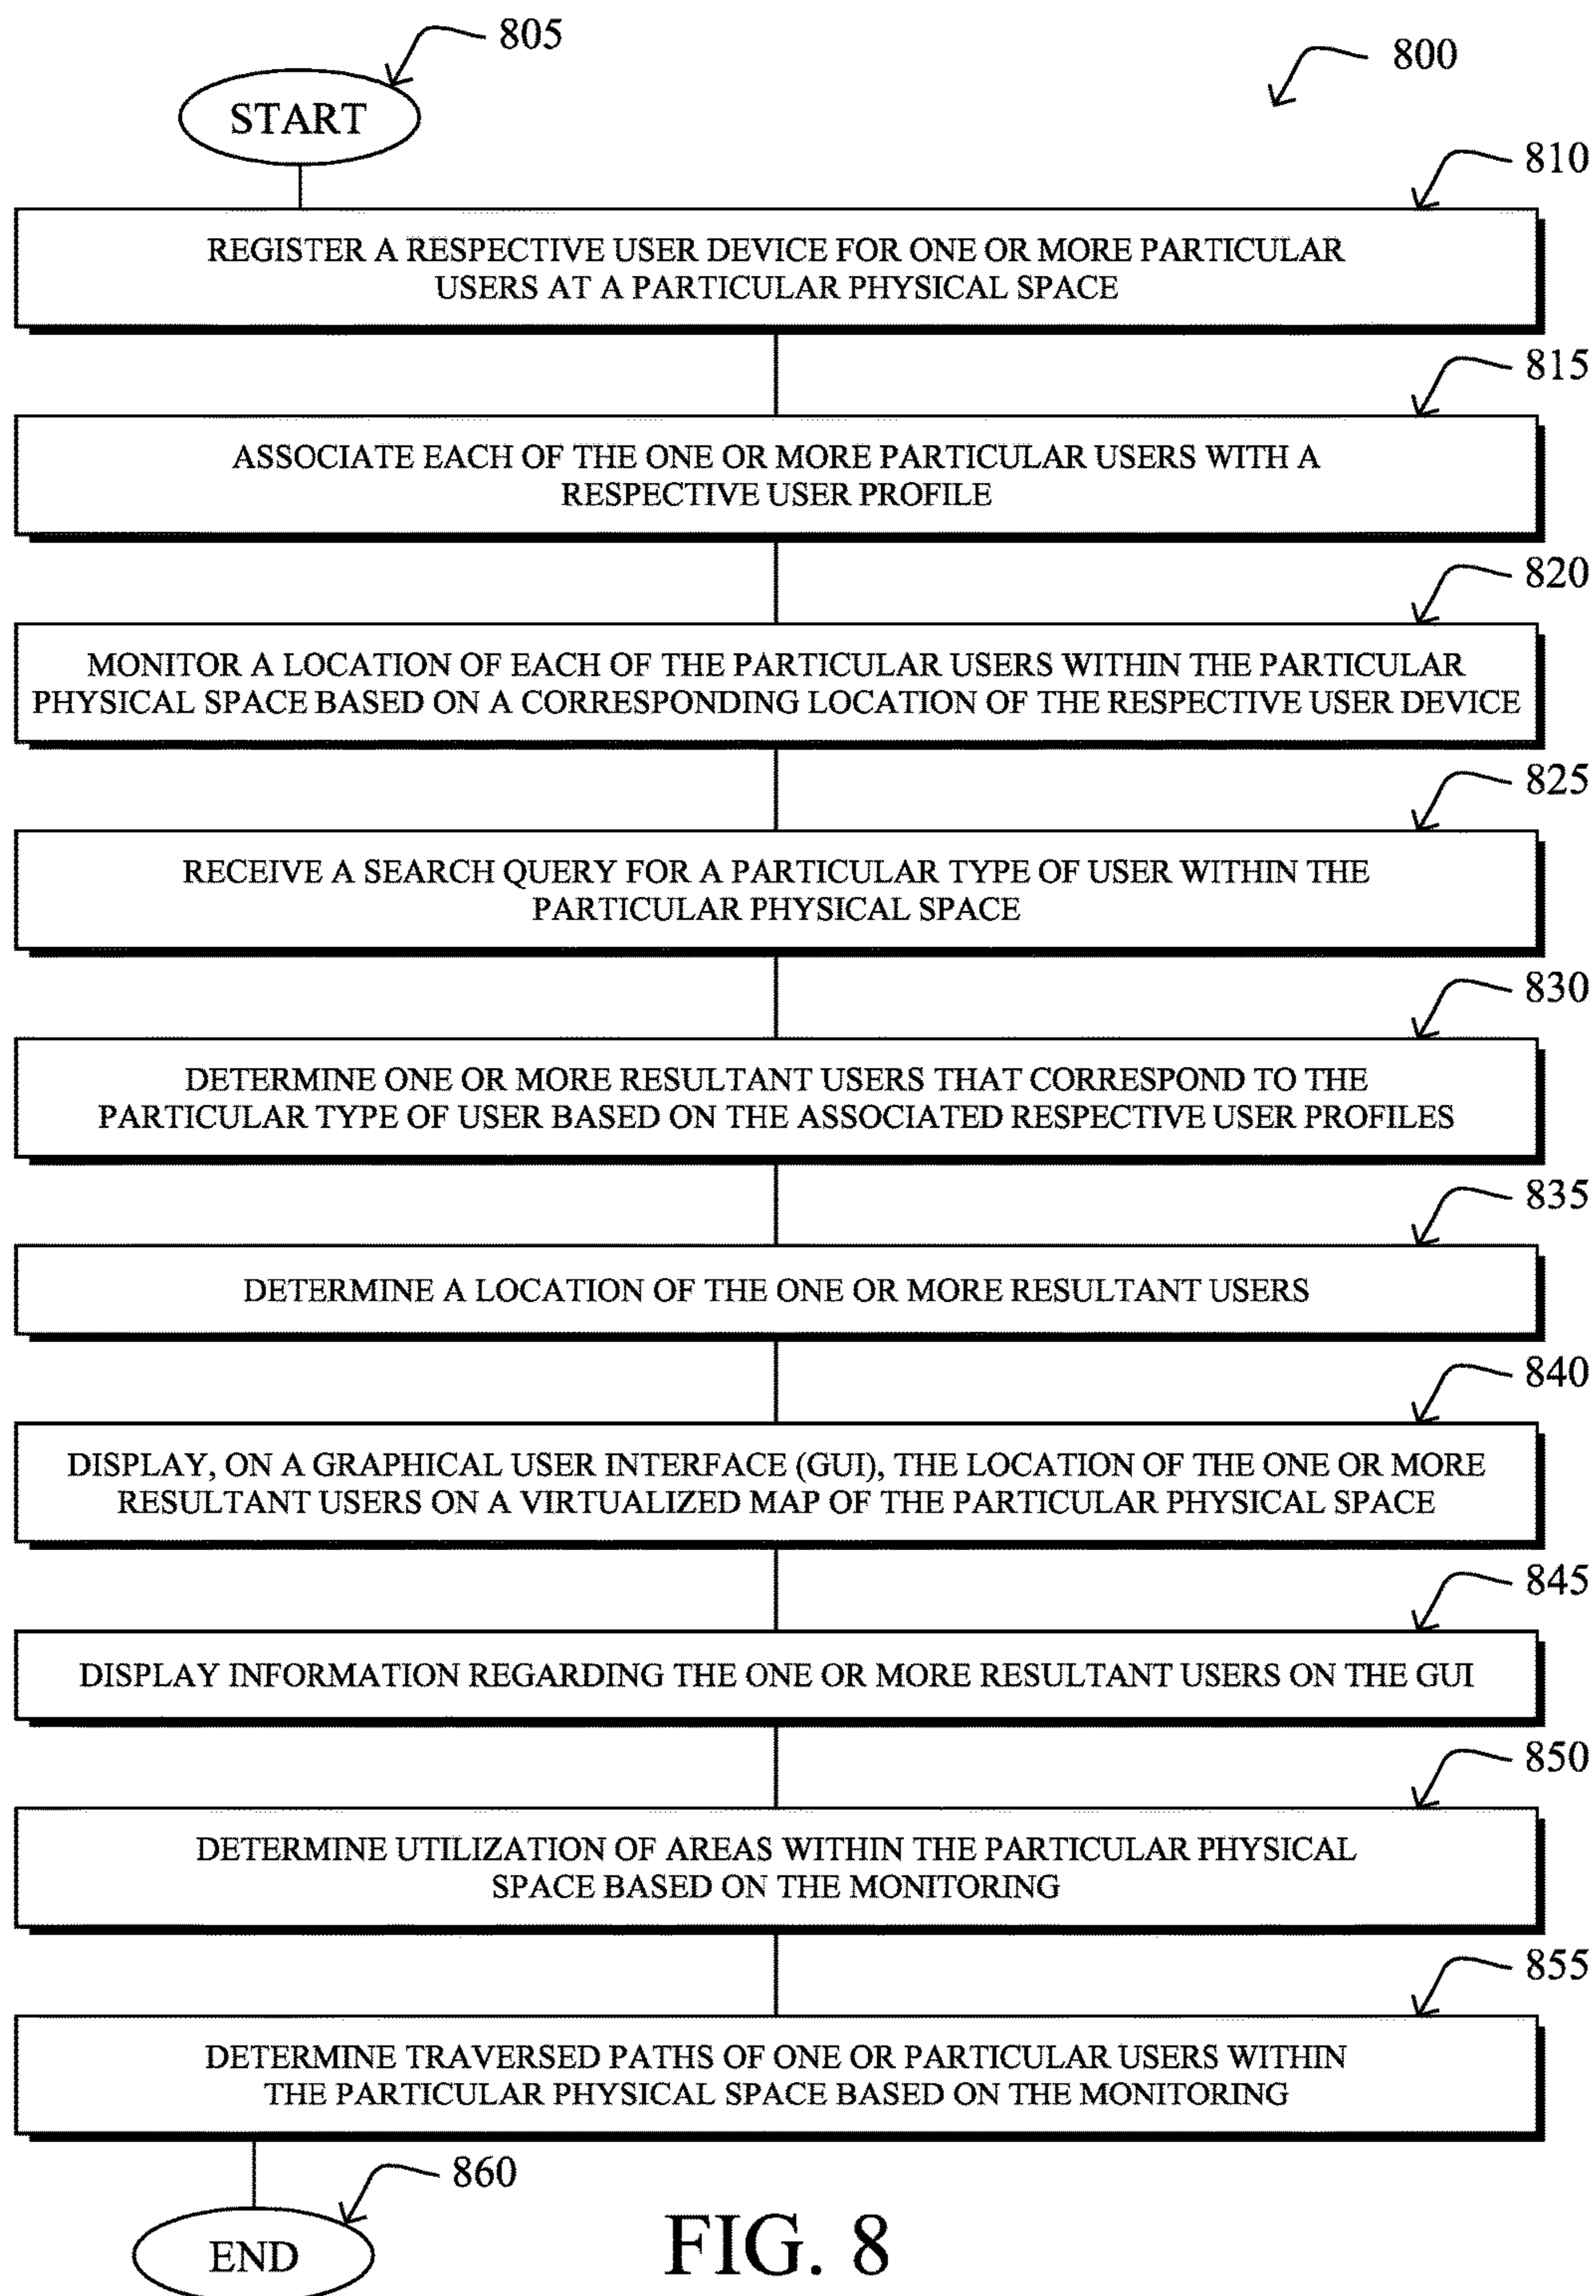 805
800
START
810
REGISTER A RESPECTIVE USER DEVICE FOR ONE OR MORE PARTICULAR
USERS AT A PARTICULAR PHYSICAL SPACE
815
ASSOCIATE EACH OF THE ONE OR MORE PARTICULAR USERS WITH A
RESPECTIVE USER PROFILE
820
MONITOR A LOCATION OF EACH OF THE PARTICULAR USERS WITHIN THE PARTICULAR
PHYSICAL SPACE BASED ON A CORRESPONDING LOCATION OF THE RESPECTIVE USER DEVICE
825
RECEIVE A SEARCH QUERY FOR A PARTICULAR TYPE OF USER WITHIN THE
PARTICULAR PHYSICAL SPACE
830
DETERMINE ONE OR MORE RESULTANT USERS THAT CORRESPOND TO THE
PARTICULAR TYPE OF USER BASED ON THE ASSOCIATED RESPECTIVE USER PROFILES
835
DETERMINE A LOCATION OF THE ONE OR MORE RESULTANT USERS
840
DISPLAY, ON A GRAPHICAL USER INTERFACE (GUI), THE LOCATION OF THE ONE OR MORE
RESULTANT USERS ON A VIRTUALIZED MAP OF THE PARTICULAR PHYSICAL SPACE
845
DISPLAY INFORMATION REGARDING THE ONE OR MORE RESULTANT USERS ON THE GUI
850
DETERMINE UTILIZATION OF AREAS WITHIN THE PARTICULAR PHYSICAL
SPACE BASED ON THE MONITORING
855
DETERMINE TRAVERSED PATHS OF ONE OR PARTICULAR USERS WITHIN
THE PARTICULAR PHYSICAL SPACE BASED ON THE MONITORING
860
END
FIG. 8